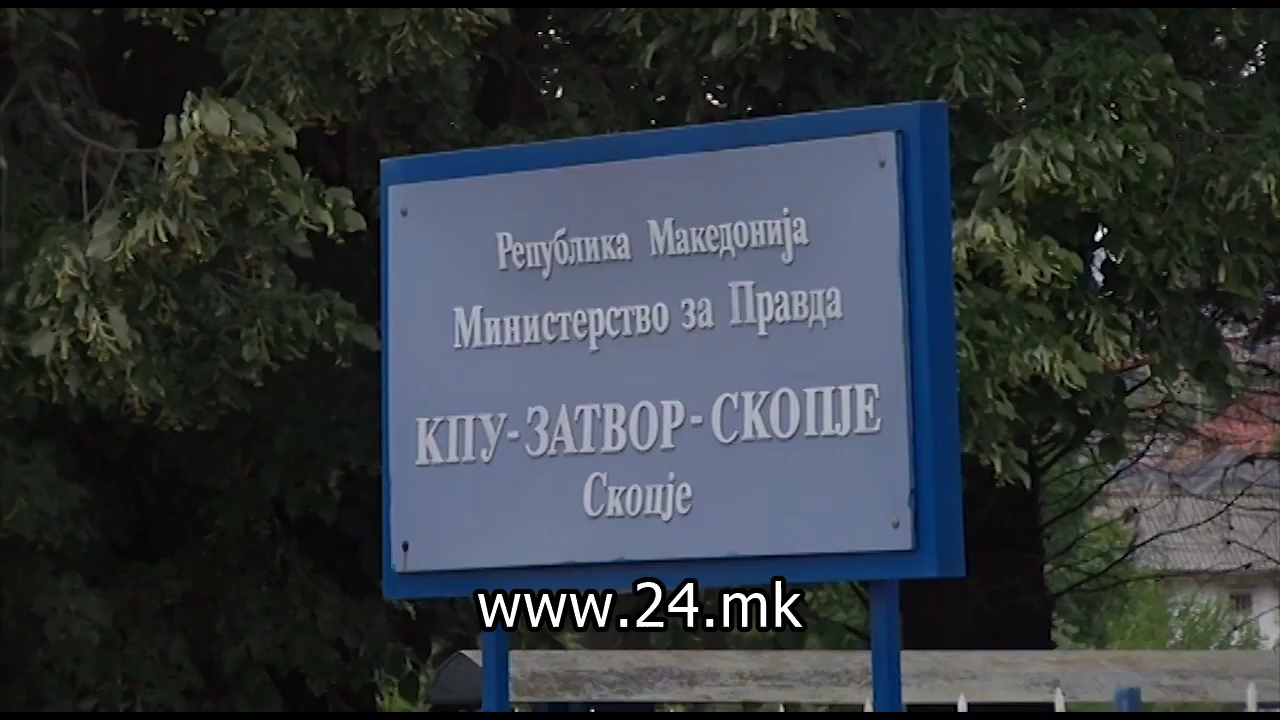 Република Македонија
Министерство за Правда
КПУ-ЗАТВОР-СКОПЈЕ
Скопје
www.24.mk